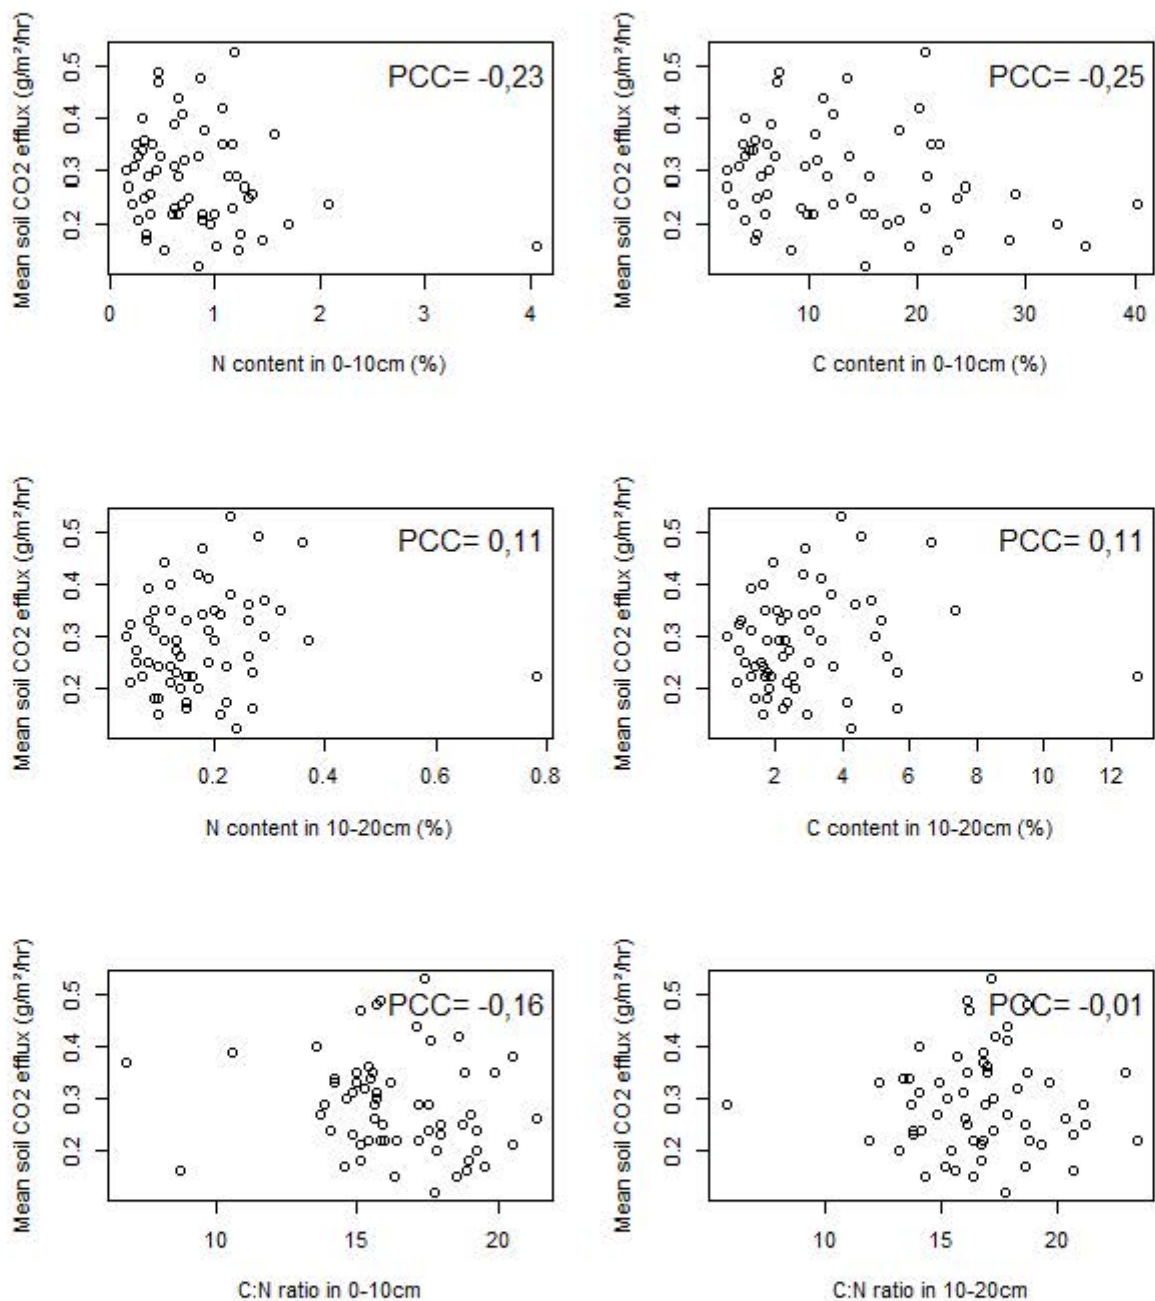 Mean soil CO2 efflux (g/m²/hr)
0.2 0.3 0.4 0.5
PCC= -0,23
0 1 2 3 4
N content in 0-10cm (%)
Mean soil CO2 efflux (g/m²/hr)
0.2 0.3 0.4 0.5
PCC= -0,25
10 20 30 40
C content in 0-10cm (%)
Mean soil CO2 efflux (g/m²/hr)
0.2 0.3 0.4 0.5
PCC= 0,11
0.2 0.4 0.6 0.8
N content in 10-20cm (%)
Mean soil CO2 efflux (g/m²/hr)
0.2 0.3 0.4 0.5
PCC= 0,11
2 4 6 8 10 12
C content in 10-20cm (%)
Mean soil CO2 efflux (g/m²/hr)
0.2 0.3 0.4 0.5
PCC= -0,16
10 15 20
C:N ratio in 0-10cm
Mean soil CO2 efflux (g/m²/hr)
0.2 0.3 0.4 0.5
PCC= -0,01
10 15 20
C:N ratio in 10-20cm